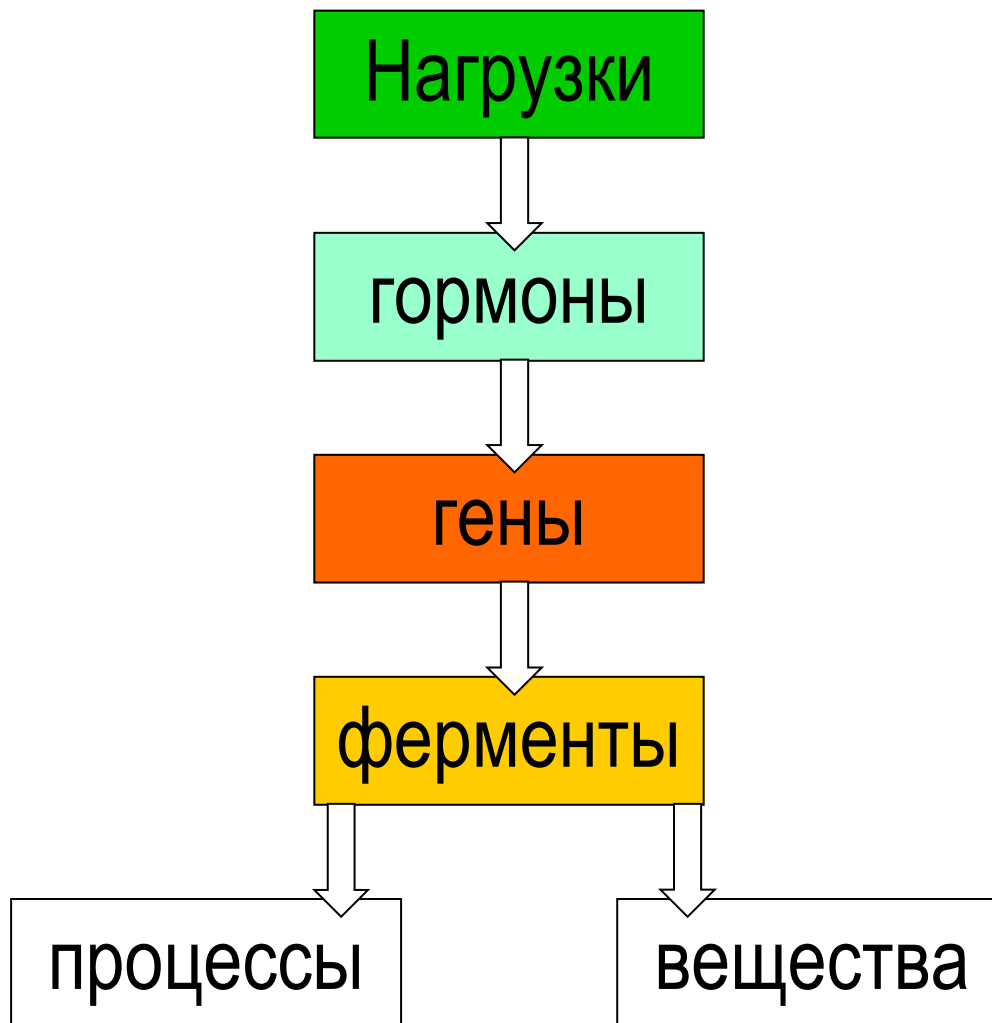 Нагрузки
гормоны
гены
ферменты
процессы
вещества